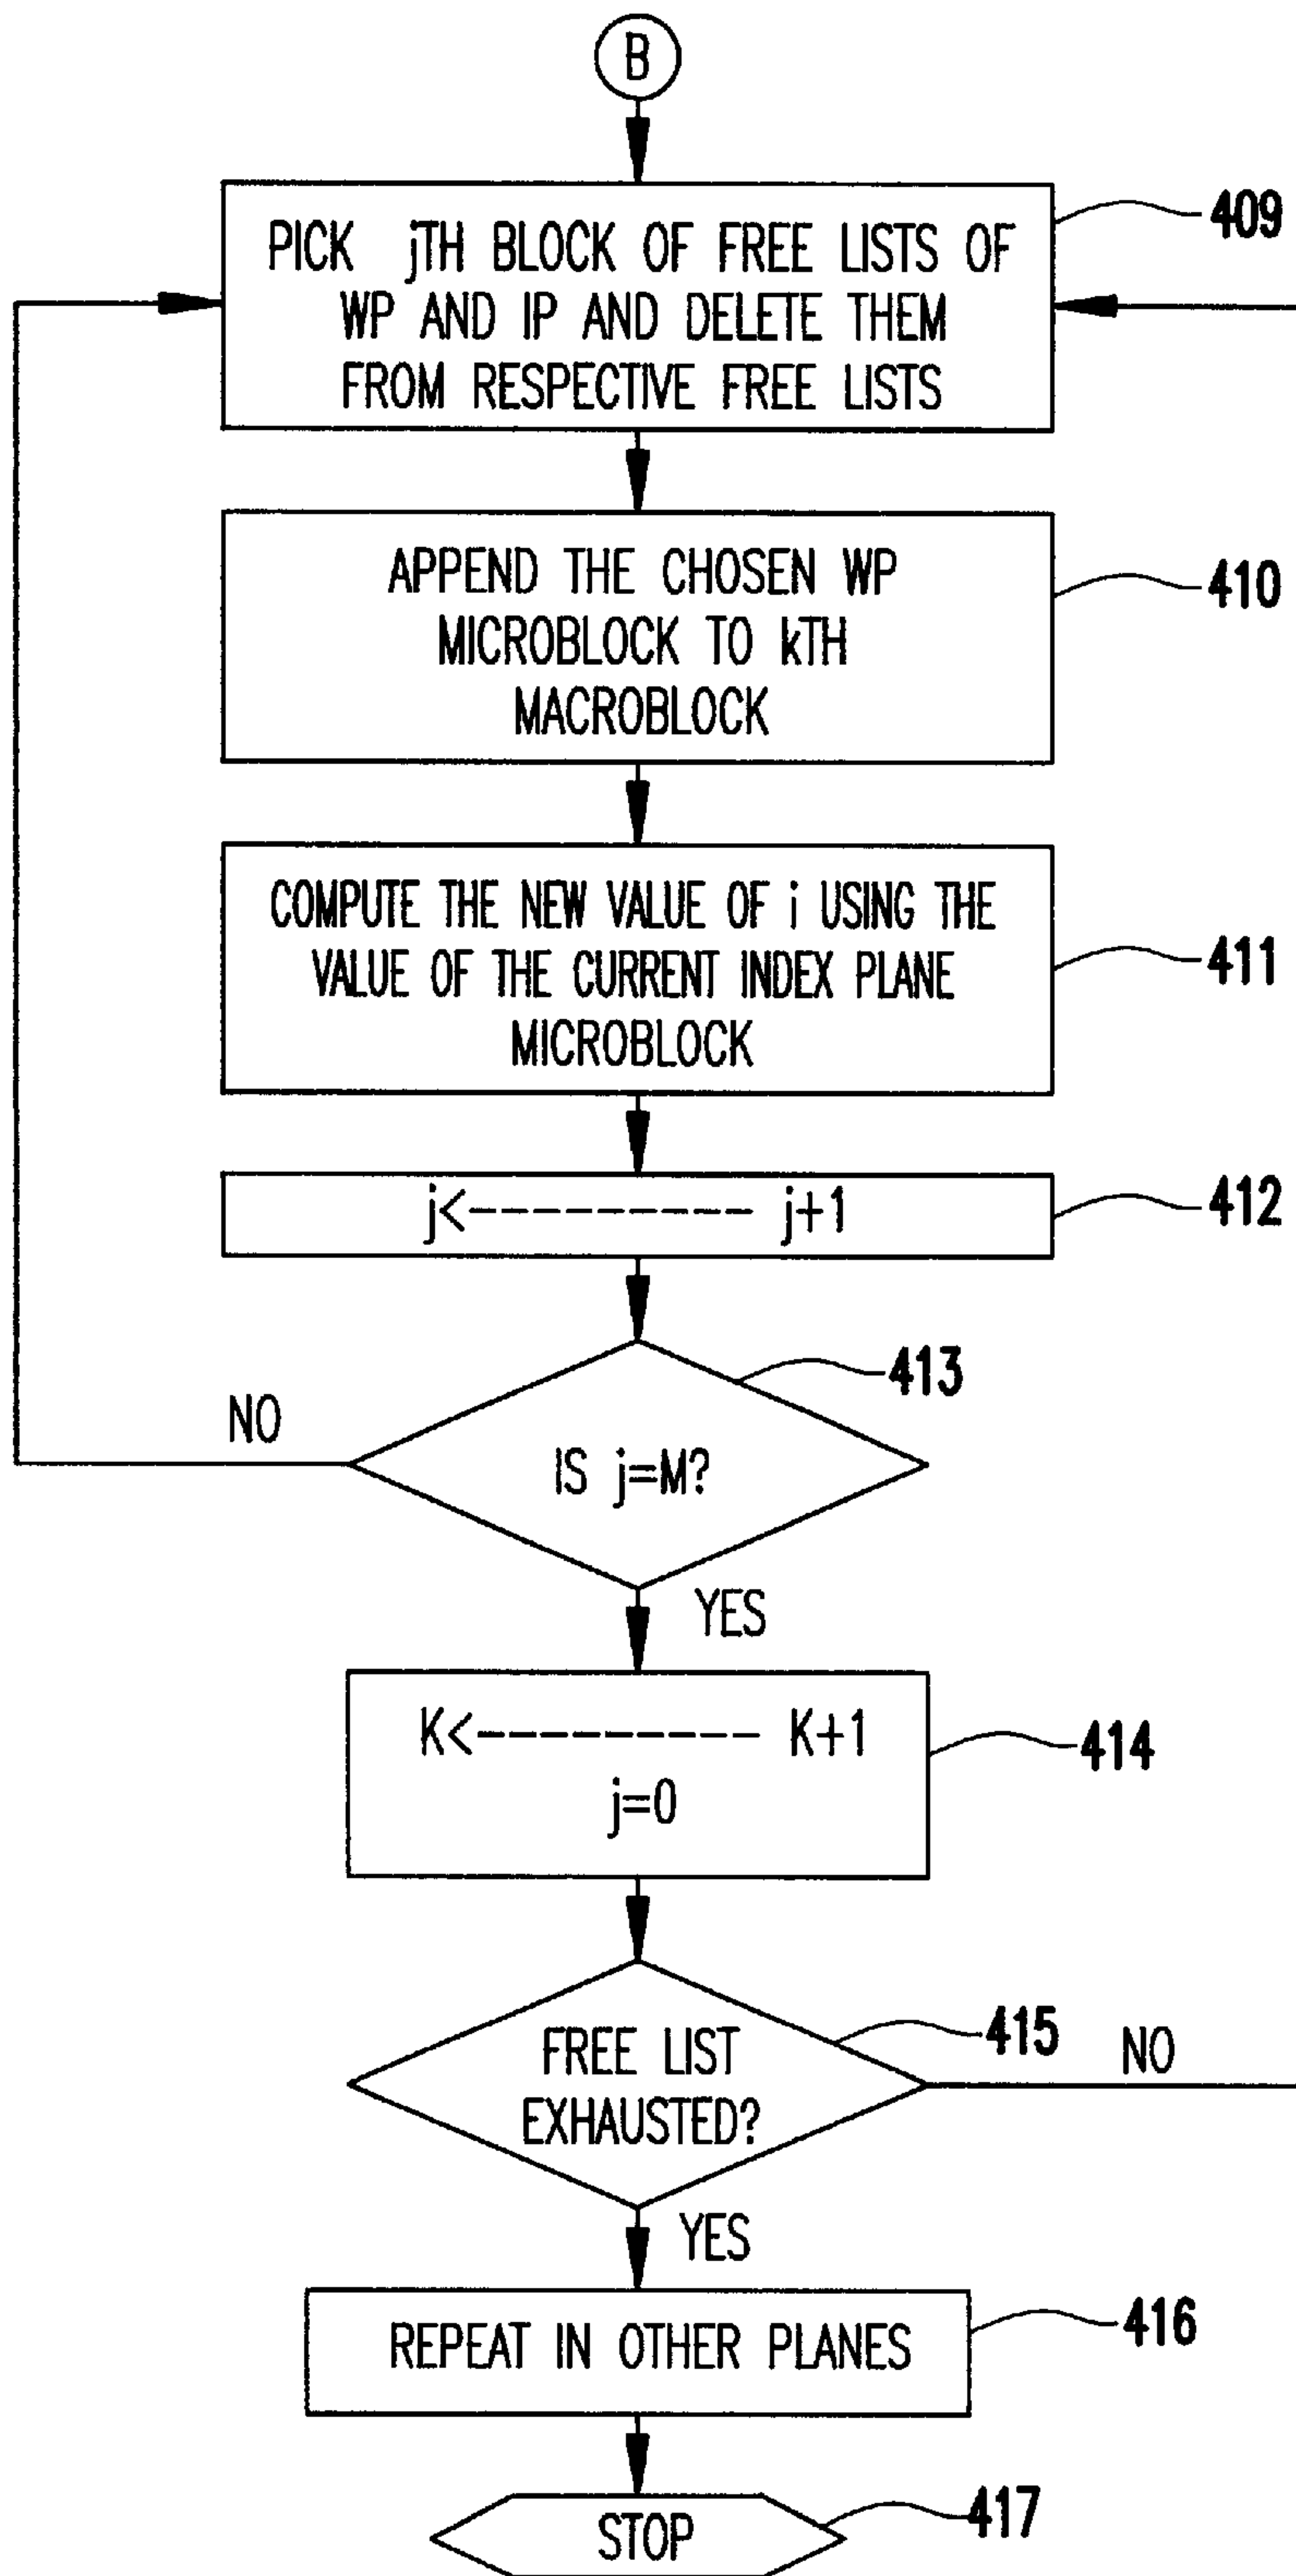 B
PICK jTH BLOCK OF FREE LISTS OF
WP AND IP AND DELETE THEM
FROM RESPECTIVE FREE LISTS
409
APPEND THE CHOSEN WP
MICROBLOCK TO kTH
MACROBLOCK
410
COMPUTE THE NEW VALUE OF i USING THE
VALUE OF THE CURRENT INDEX PLANE
MICROBLOCK
411
j<---------- j+1
412
413
NO
IS j=M?
YES
K<---------- K+1
j=0
414
FREE LIST
EXHAUSTED?
415
NO
YES
REPEAT IN OTHER PLANES
416
STOP
417